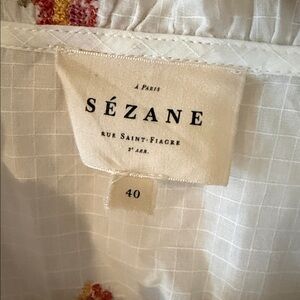 À PARIS
SÉZANE
RUE SAINT-FIACRE
2ᵉ ARR.
40